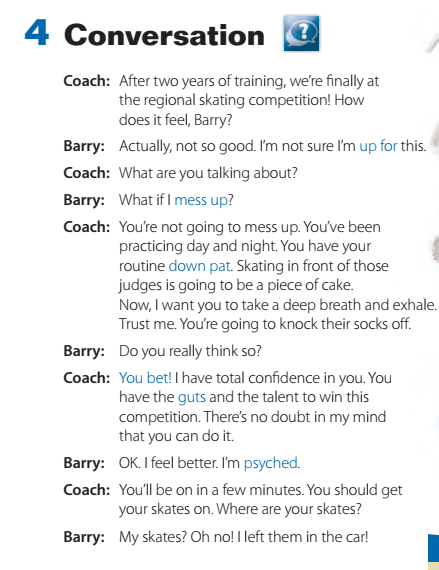 4 Conversation ?
Coach: After two years of training, we're finally at
the regional skating competition! How
does it feel, Barry?
Barry: Actually, not so good. I'm not sure I'm up for this.
Coach: What are you talking about?
Barry: What if I mess up?
Coach: You're not going to mess up. You've been
practicing day and night. You have your
routine down pat. Skating in front of those
judges is going to be a piece of cake.
Now, I want you to take a deep breath and exhale.
Trust me. You're going to knock their socks off.
Barry: Do you really think so?
Coach: You bet! I have total confidence in you. You
have the guts and the talent to win this
competition. There's no doubt in my mind
that you can do it.
Barry: OK. I feel better. I'm psyched.
Coach: You'll be on in a few minutes. You should get
your skates on. Where are your skates?
Barry: My skates? Oh no! I left them in the car!